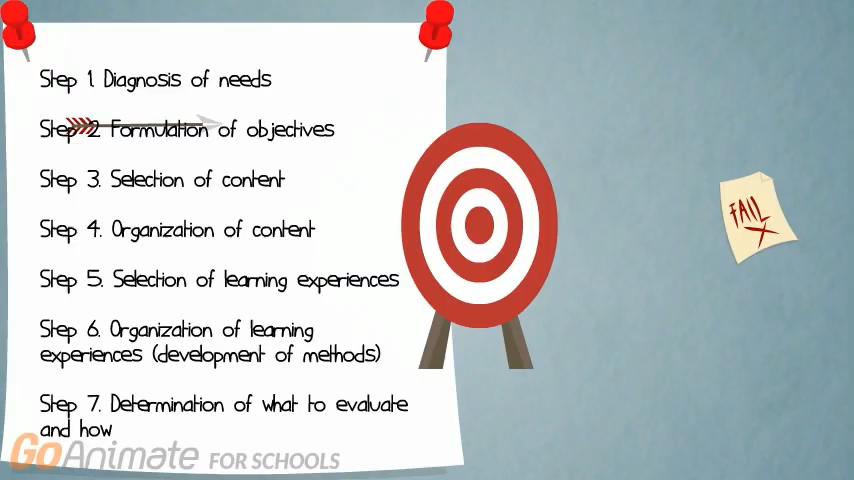 Step 1. Diagnosis of needs
Step 2 Formulation of objectives
Step 3. Selection of content
Step 4. Organization of content
Step 5. Selection of learning experiences
Step 6. Organization of learning
experiences (development of methods)
Step 7. Determination of what to evaluate
and how
FAIL
X
GoAnimate FOR SCHOOLS